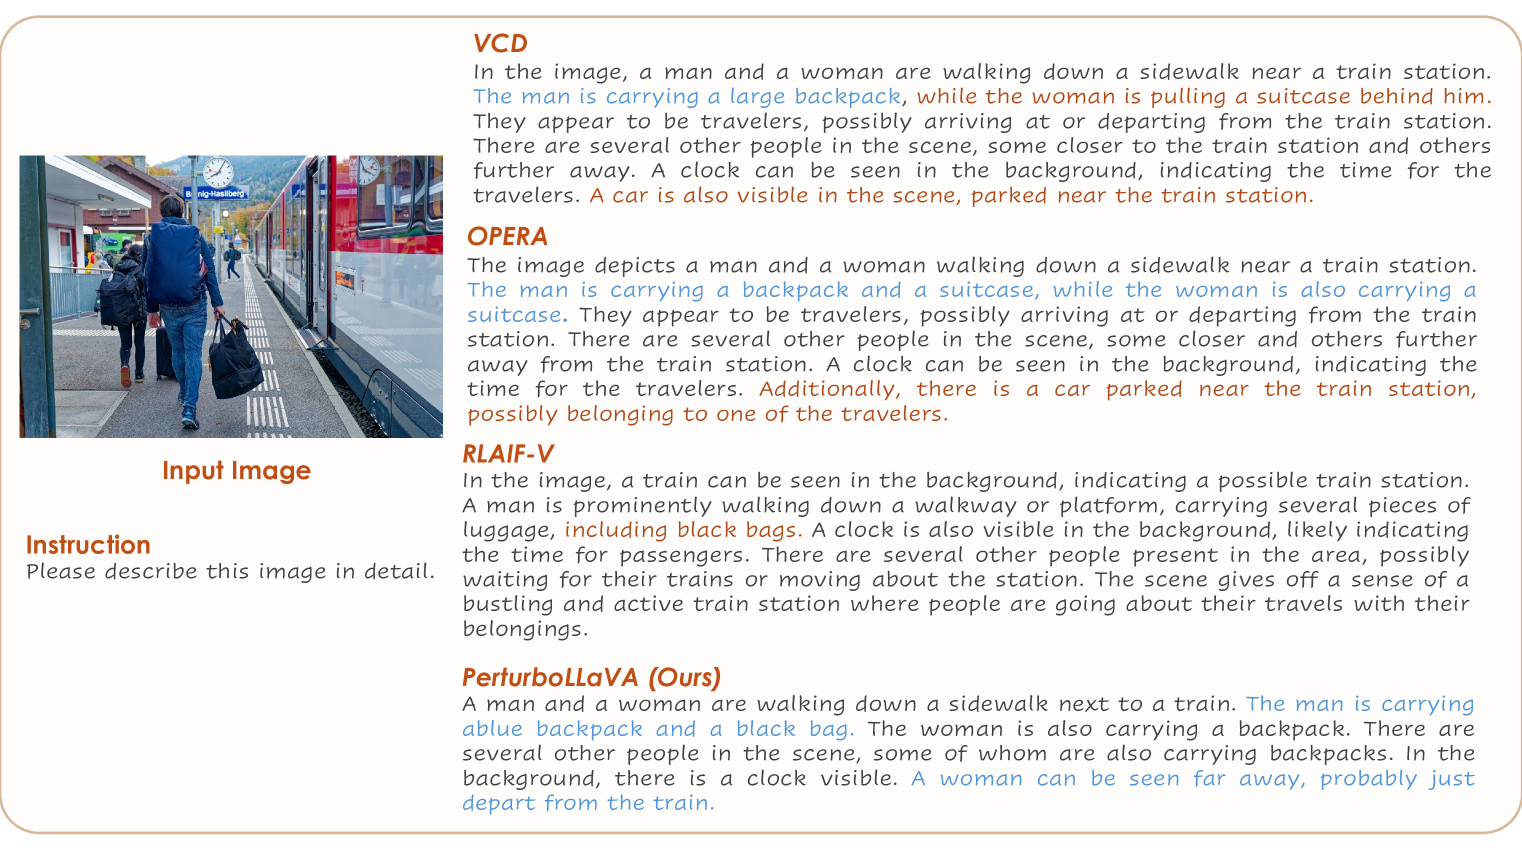 Brünig-Hasliberg
Input Image
Instruction
Please describe this image in detail.
VCD
In the image, a man and a woman are walking down a sidewalk near a train station.
The man is carrying a large backpack, while the woman is pulling a suitcase behind him.
They appear to be travelers, possibly arriving at or departing from the train station.
There are several other people in the scene, some closer to the train station and others
further away. A clock can be seen in the background, indicating the time for the
travelers. A car is also visible in the scene, parked near the train station.
OPERA
The image depicts a man and a woman walking down a sidewalk near a train station.
The man is carrying a backpack and a suitcase, while the woman is also carrying a
suitcase. They appear to be travelers, possibly arriving at or departing from the train
station. There are several other people in the scene, some closer and others further
away from the train station. A clock can be seen in the background, indicating the
time for the travelers. Additionally, there is a car parked near the train station,
possibly belonging to one of the travelers.
RLAIF-V
In the image, a train can be seen in the background, indicating a possible train station.
A man is prominently walking down a walkway or platform, carrying several pieces of
luggage, including black bags. A clock is also visible in the background, likely indicating
the time for passengers. There are several other people present in the area, possibly
waiting for their trains or moving about the station. The scene gives off a sense of a
bustling and active train station where people are going about their travels with their
belongings.
PerturboLLaVA (Ours)
A man and a woman are walking down a sidewalk next to a train. The man is carrying
ablue backpack and a black bag. The woman is also carrying a backpack. There are
several other people in the scene, some of whom are also carrying backpacks. In the
background, there is a clock visible. A woman can be seen far away, probably just
depart from the train.